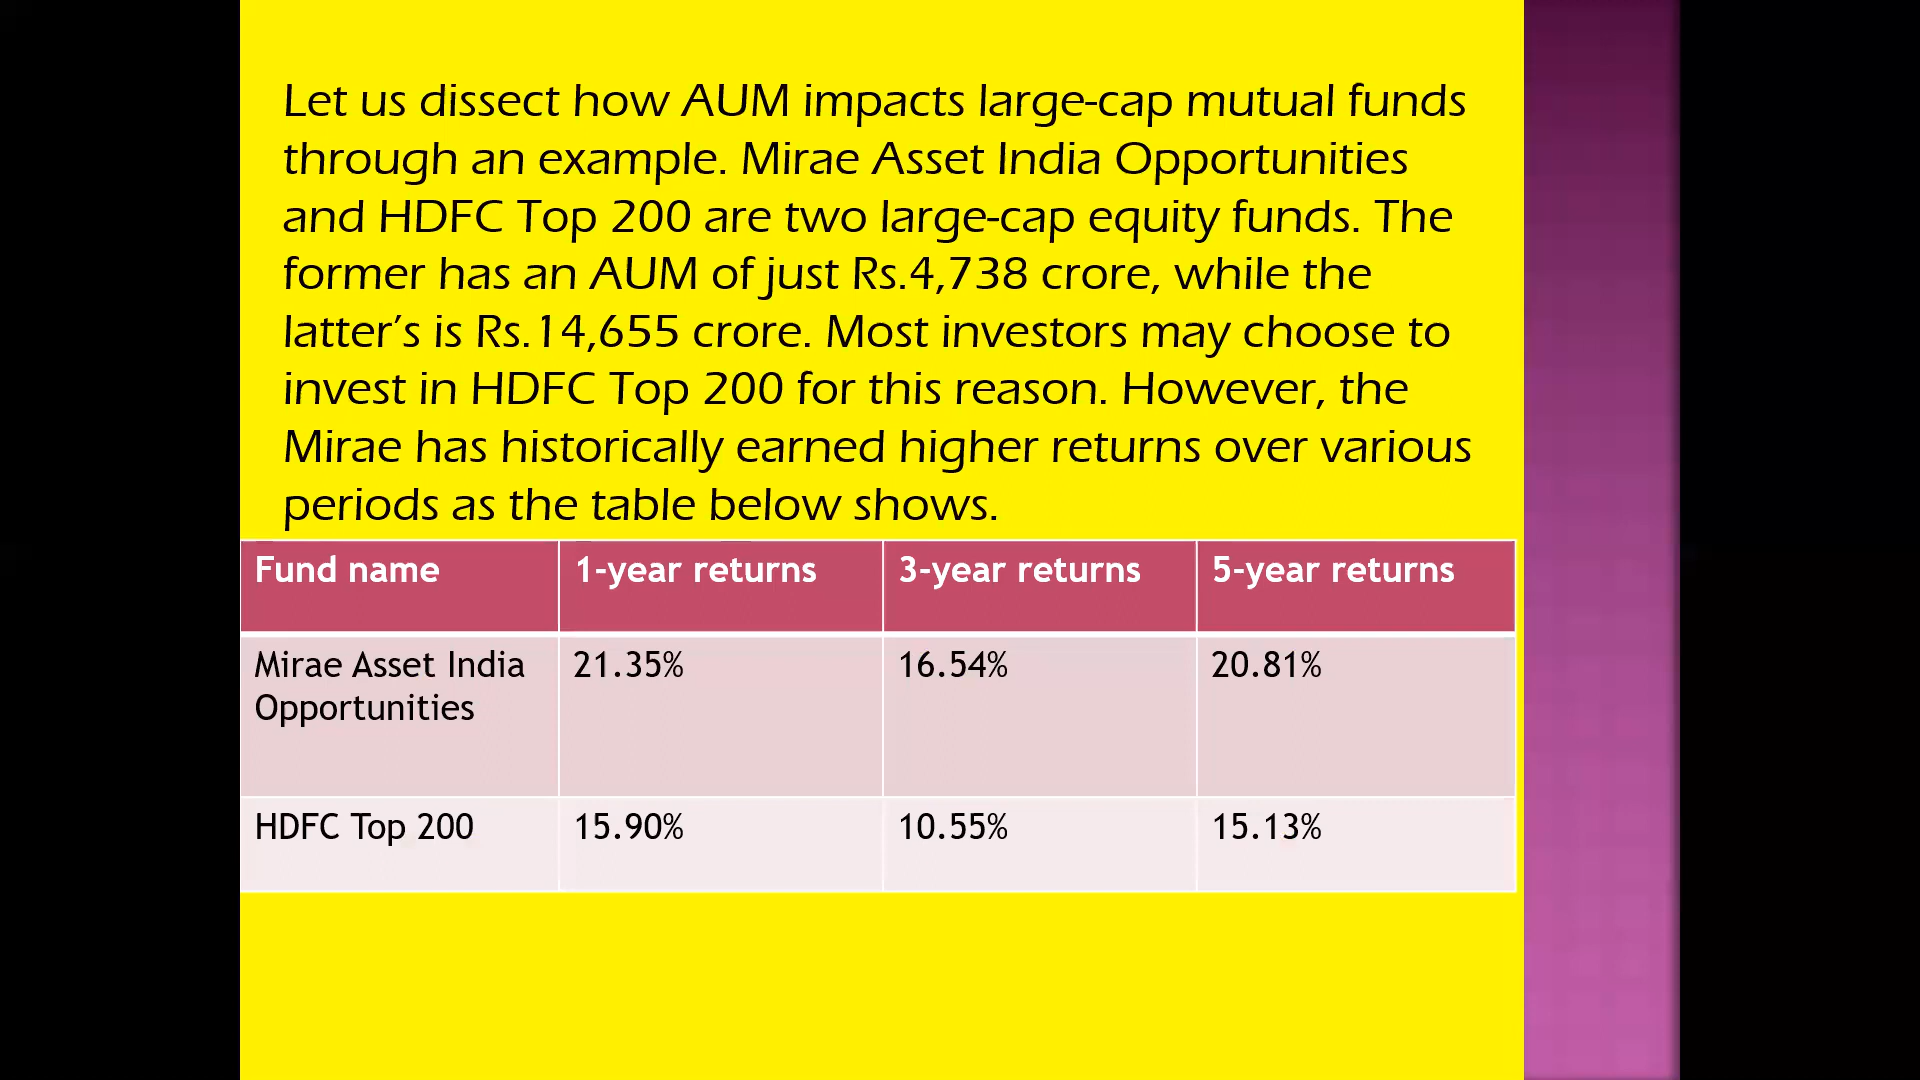 Let us dissect how AUM impacts large-cap mutual funds
through an example. Mirae Asset India Opportunities
and HDFC Top 200 are two large-cap equity funds. The
former has an AUM of just Rs.4,738 crore, while the
latter’s is Rs.14,655 crore. Most investors may choose to
invest in HDFC Top 200 for this reason. However, the
Mirae has historically earned higher returns over various
periods as the table below shows.
Fund name 1-year returns 3-year returns 5-year returns
Mirae Asset India 21.35% 16.54% 20.81%
Opportunities
HDFC Top 200 15.90% 10.55% 15.13%